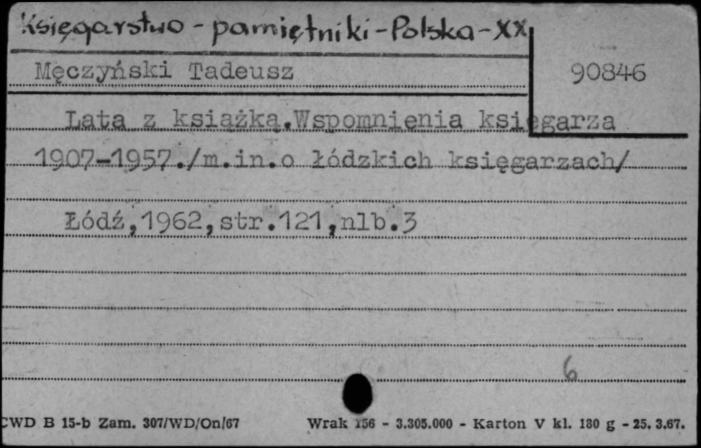 Księgarstwo - pamiętniki - Polska - XX
Męczyński Tadeusz
90846
Lata z książką.Wspomnienia księgarza
1907-1957./m.in.o łódzkich księgarzach/
Łódź,1962,str.121,nlb.3
6
CWD B 15-b Zam. 307/WD/On/67 Wrak 156 - 3.305.000 - Karton V kl. 180 g - 25. 3.67.